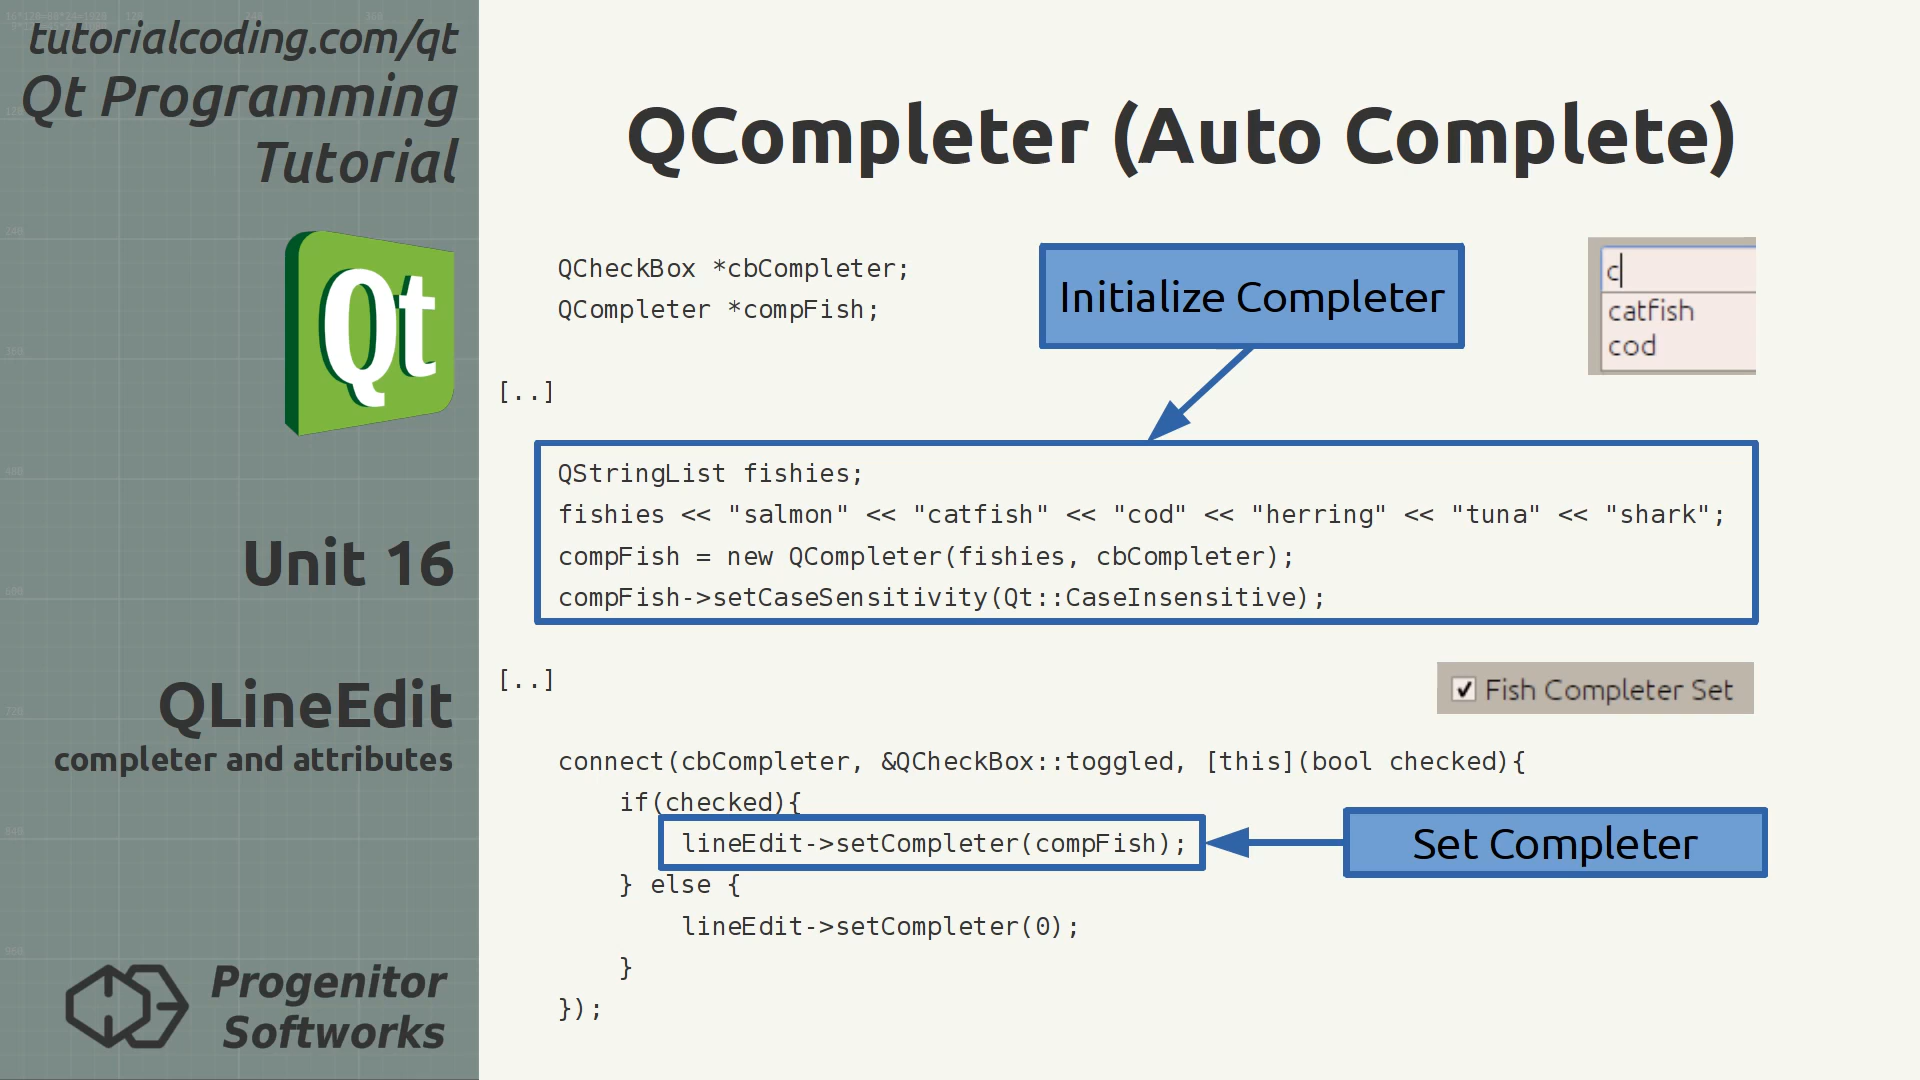 tutorialcoding.com/qt
Qt Programming
Tutorial
Qt
Unit 16
QLineEdit
completer and attributes
Progenitor
Softworks
QCompleter (Auto Complete)
QCheckBox *cbCompleter;
QCompleter *compFish;
Initialize Completer
c
catfish
cod
[..]
QStringList fishies;
fishies << "salmon" << "catfish" << "cod" << "herring" << "tuna" << "shark";
compFish = new QCompleter(fishies, cbCompleter);
compFish->setCaseSensitivity(Qt::CaseInsensitive);
[..]
Fish Completer Set
connect(cbCompleter, &QCheckBox::toggled, [this](bool checked){
if(checked){
lineEdit->setCompleter(compFish);
Set Completer
} else {
lineEdit->setCompleter(0);
}
});